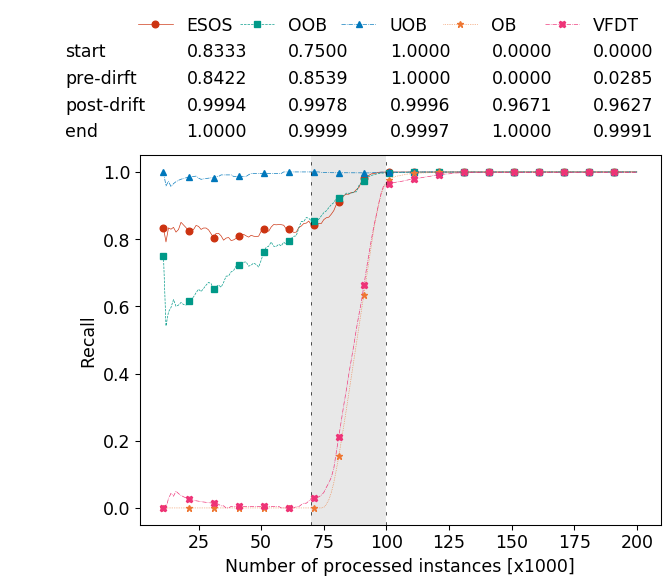 ESOS OOB UOB OB VFDT
start 0.8333 0.7500 1.0000 0.0000 0.0000
pre-dirft 0.8422 0.8539 1.0000 0.0000 0.0285
post-drift 0.9994 0.9978 0.9996 0.9671 0.9627
end 1.0000 0.9999 0.9997 1.0000 0.9991
1.0
0.8
0.6
0.4
0.2
0.0
Recall
25 50 75 100 125 150 175 200
Number of processed instances [x1000]